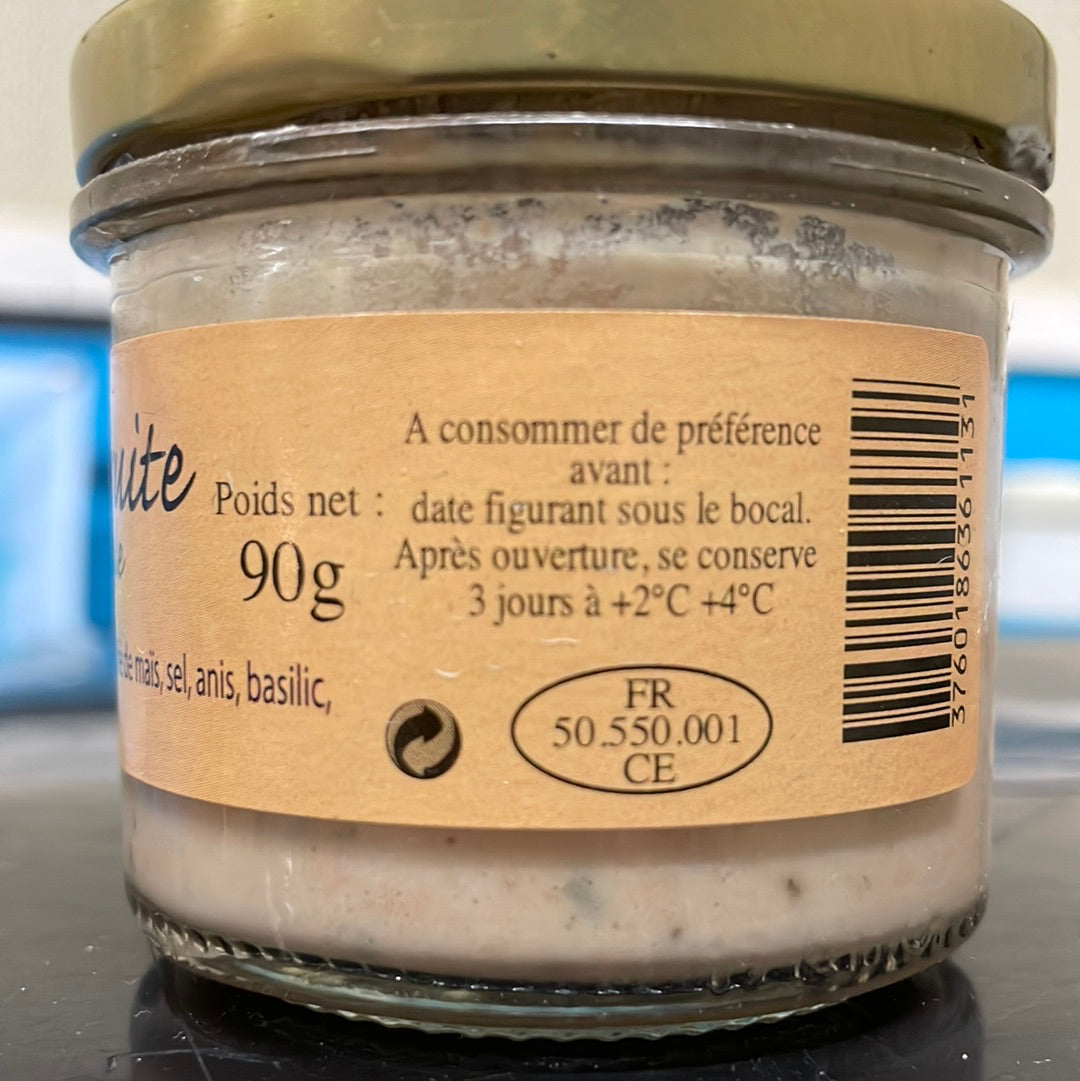 uite
Poids net :
90g
A consommer de préférence
avant :
date figurant sous le bocal.
Après ouverture, se conserve
3 jours à +2°C +4°C
de maïs, sel, anis, basilic,
FR
50.550.001
CE
3760186361131